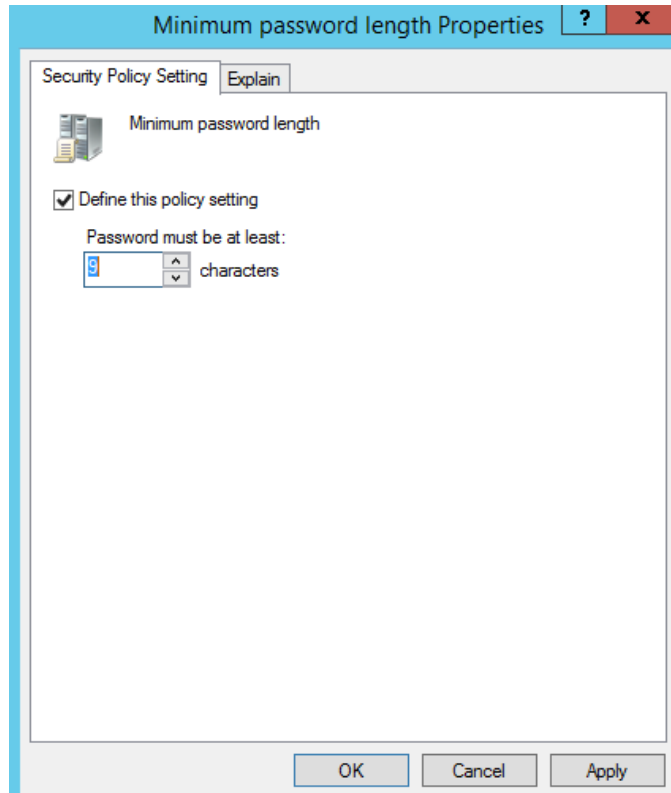 Minimum password length Properties
? x
Security Policy Setting Explain
Minimum password length
Define this policy setting
Password must be at least:
9 characters
OK Cancel Apply